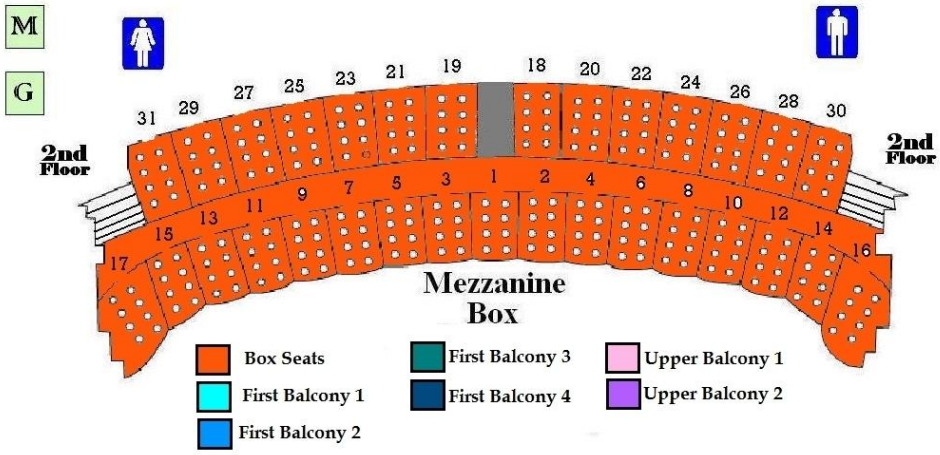 M
G
31 29 27 25 23 21 19 18 20 22 24 26 28 30
2nd
Floor
2nd
Floor
17 15 13 11 9 7 5 3 1 2 4 6 8 10 12 14 16
Mezzanine
Box
Box Seats
First Balcony 1
First Balcony 2
First Balcony 3
First Balcony 4
Upper Balcony 1
Upper Balcony 2